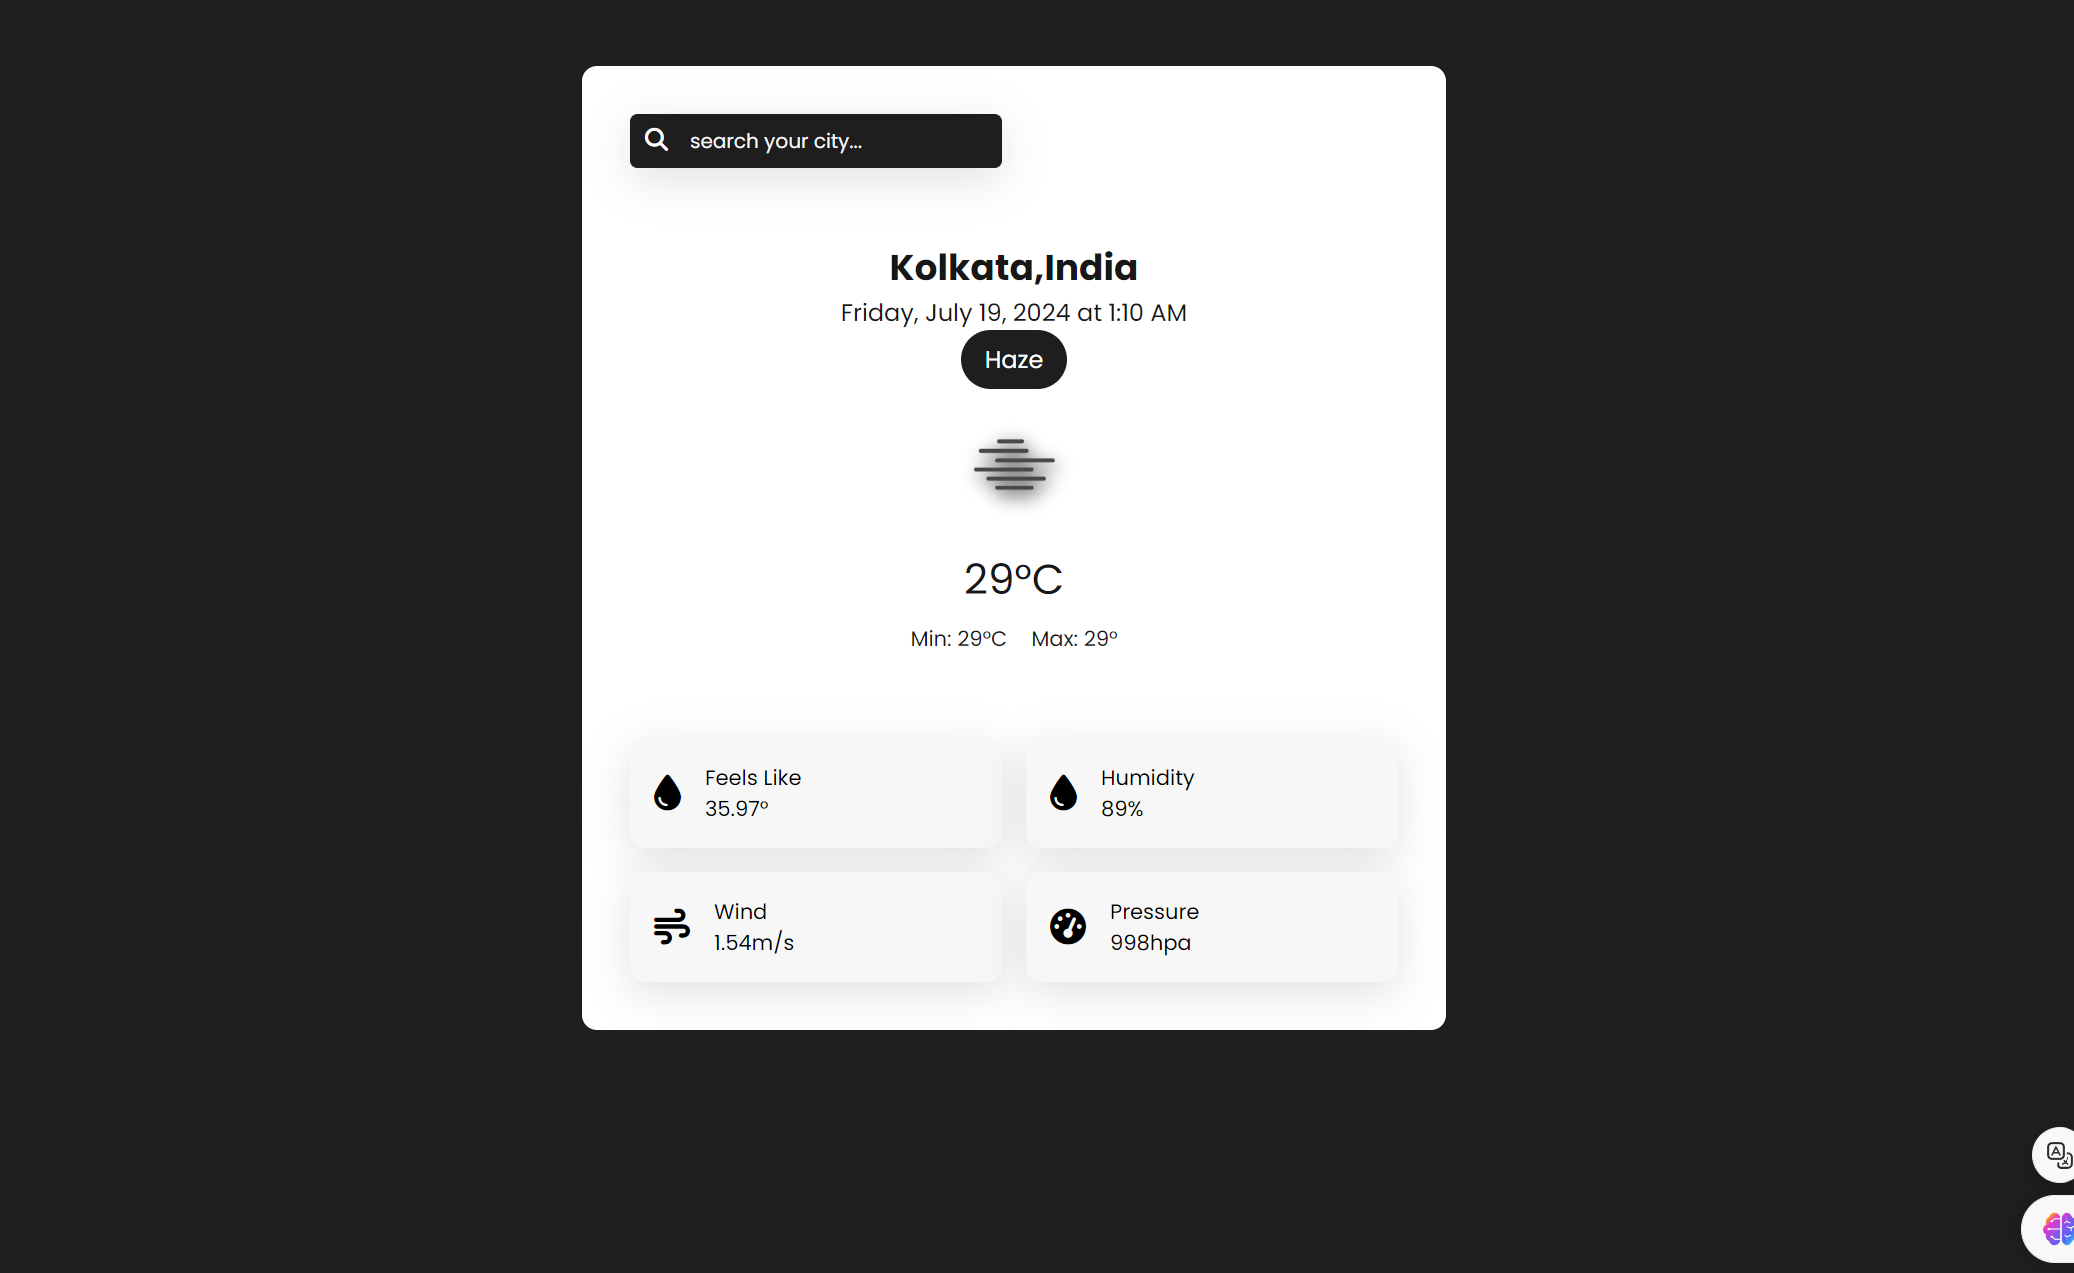 search your city...
Kolkata,India
Friday, July 19, 2024 at 1:10 AM
Haze
29°C
Min: 29°C Max: 29°
Feels Like
35.97°
Humidity
89%
Wind
1.54m/s
Pressure
998hpa